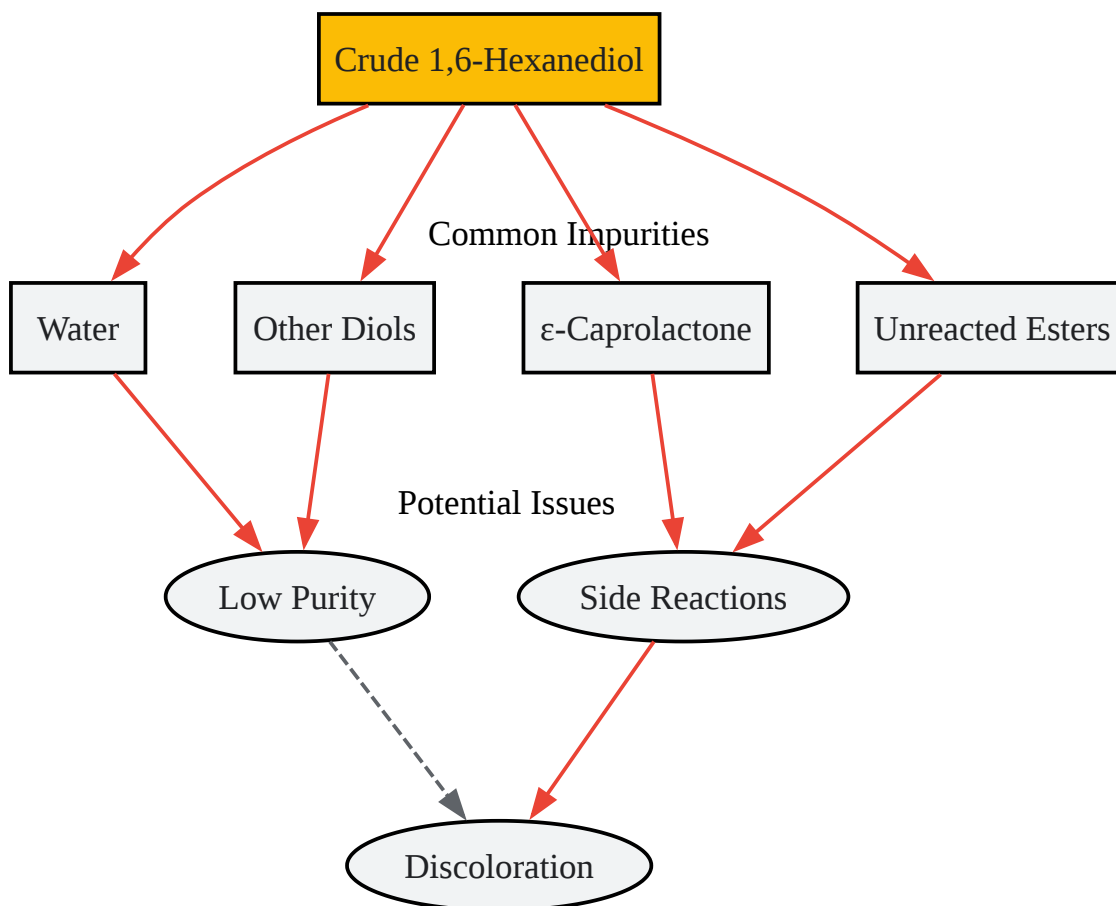 Crude 1,6-Hexanediol
Common Impurities
Water
Other Diols
ε-Caprolactone
Unreacted Esters
Potential Issues
Low Purity
Side Reactions
Discoloration